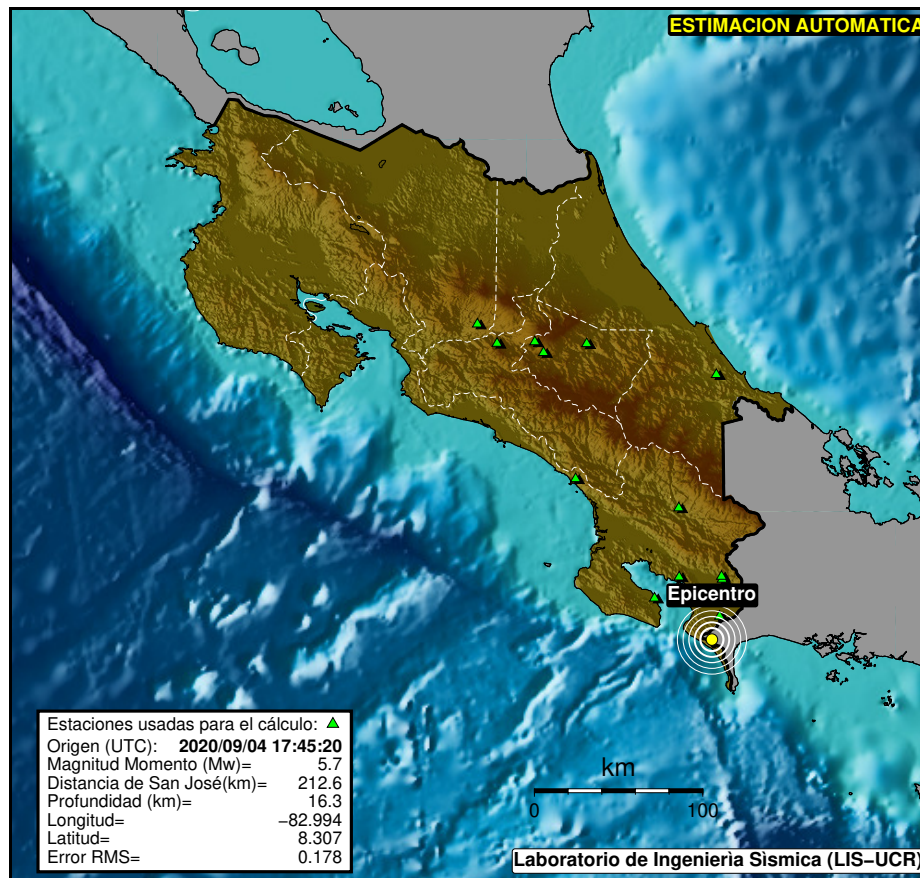 ESTIMACION AUTOMATICA
Epicentro
Estaciones usadas para el cálculo:
Origen (UTC): 2020/09/04 17:45:20
Magnitud Momento (Mw)= 5.7
Distancia de San José(km)= 212.6
Profundidad (km)= 16.3
Longitud= −82.994
Latitud= 8.307
Error RMS= 0.178
km
0 100
Laboratorio de Ingenierìa Sìsmica (LIS−UCR)